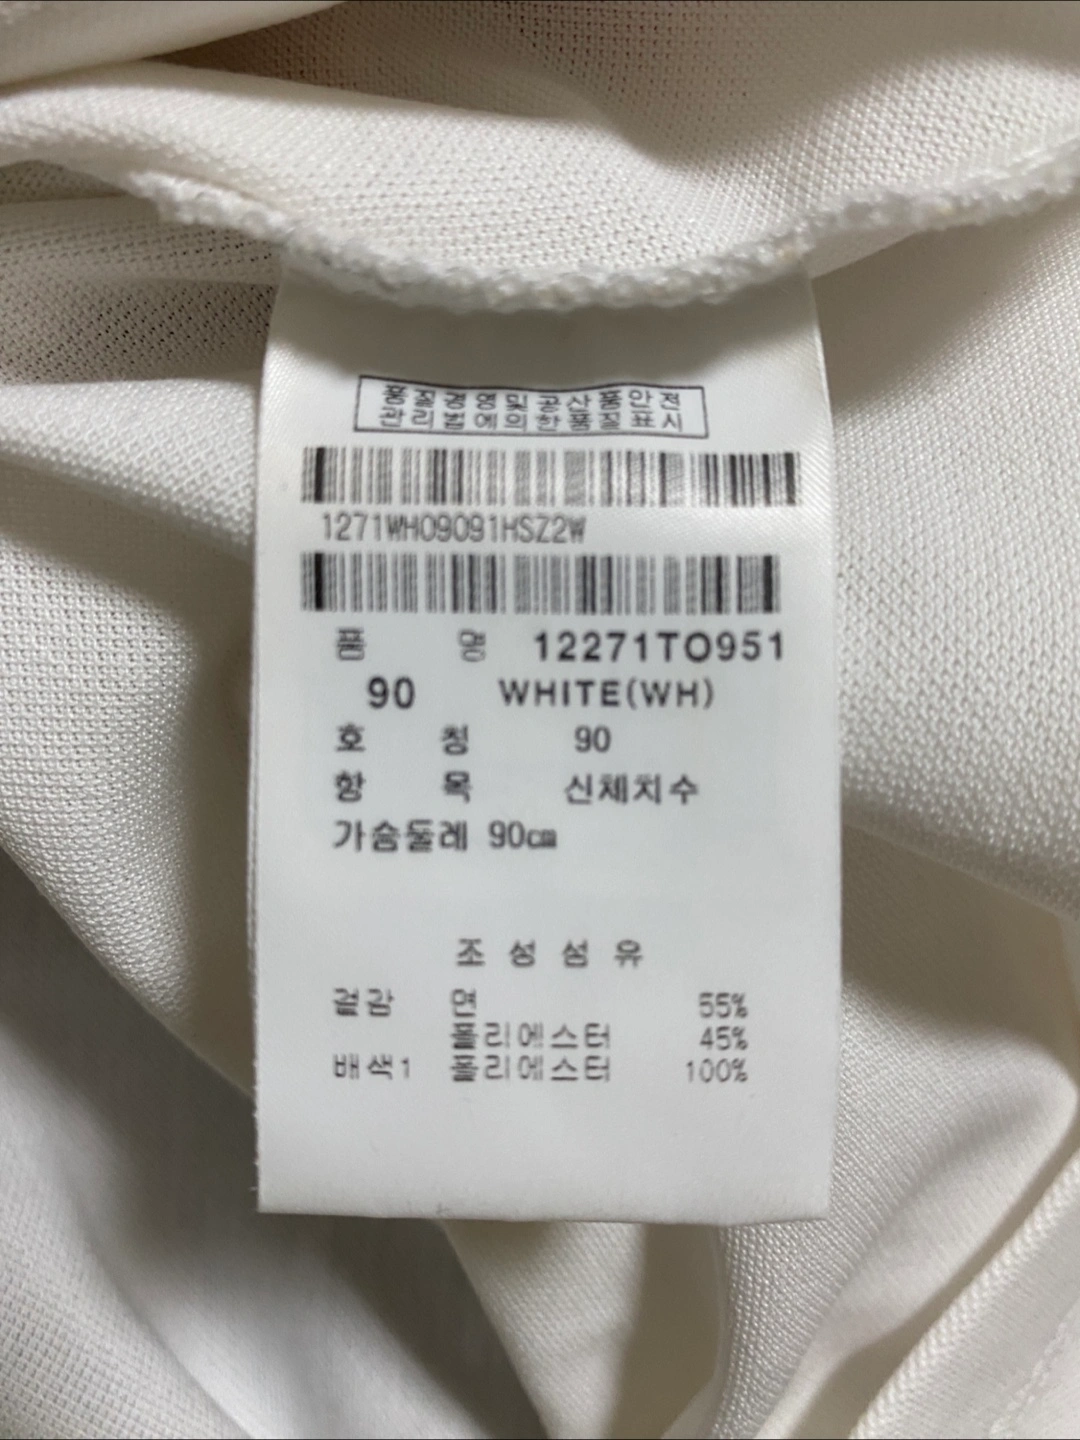 품질경영및공산품안전
관리법에의한품질표시
1271WH09091HSZ2W
품 명 12271TO951
90 WHITE(WH)
호 칭 90
항 목 신체치수
가슴둘레 90㎝
조 성 섬 유
겉감 면 55%
폴리에스터 45%
배색1 폴리에스터 100%